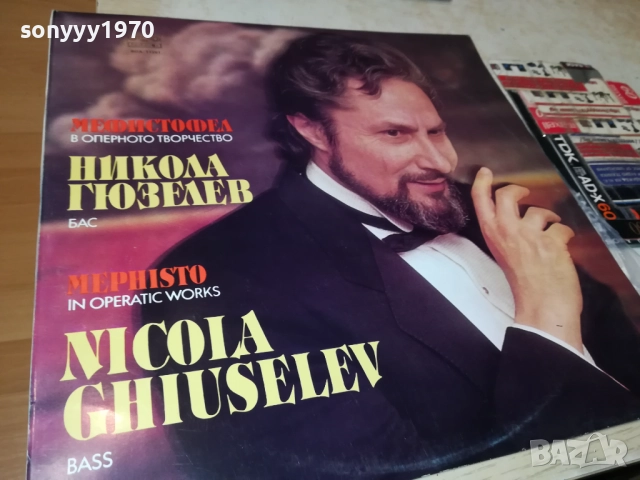 sonyyy1970
МЕФИСТОФЕЛ
В ОПЕРНОТО ТВОРЧЕСТВО
НИКОЛА
ГЮЗЕЛЕВ
БАС
MEPHISTO
IN OPERATIC WORKS
NICOLA
GHIUSELEV
BASS
TDK AD-X 60
BAZAR